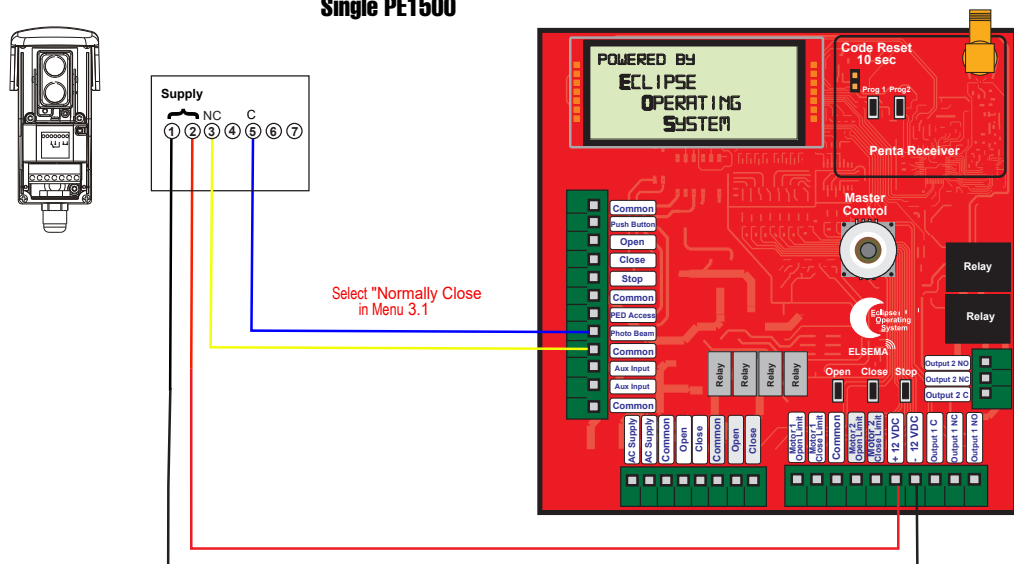 Single PE1500
Supply
NC
C
1 2 3 4 5 6 7
Select "Normally Close
in Menu 3.1
POWERED BY
ECLIPSE
OPERATING
SYSTEM
Code Reset
10 sec
Prog 1 Prog2
Penta Receiver
Master
Control
Relay
Relay
Eclipse
Operating
System
ELSEMA
Common
Push Button
Open
Close
Stop
Common
PED Access
Photo Beam
Common
Aux Input
Aux Input
Common
Relay
Relay
Relay
Relay
Open Close Stop
Output 2 NO
Output 2 NC
Output 2 C
AC Supply
AC Supply
Common
Open
Close
Common
Open
Close
Motor 1
Open Limit
Motor 1
Close Limit
Common
Motor 2
Open Limit
Motor 2
Close Limit
+ 12 VDC
- 12 VDC
Output 1 C
Output 1 NC
Output 1 NO